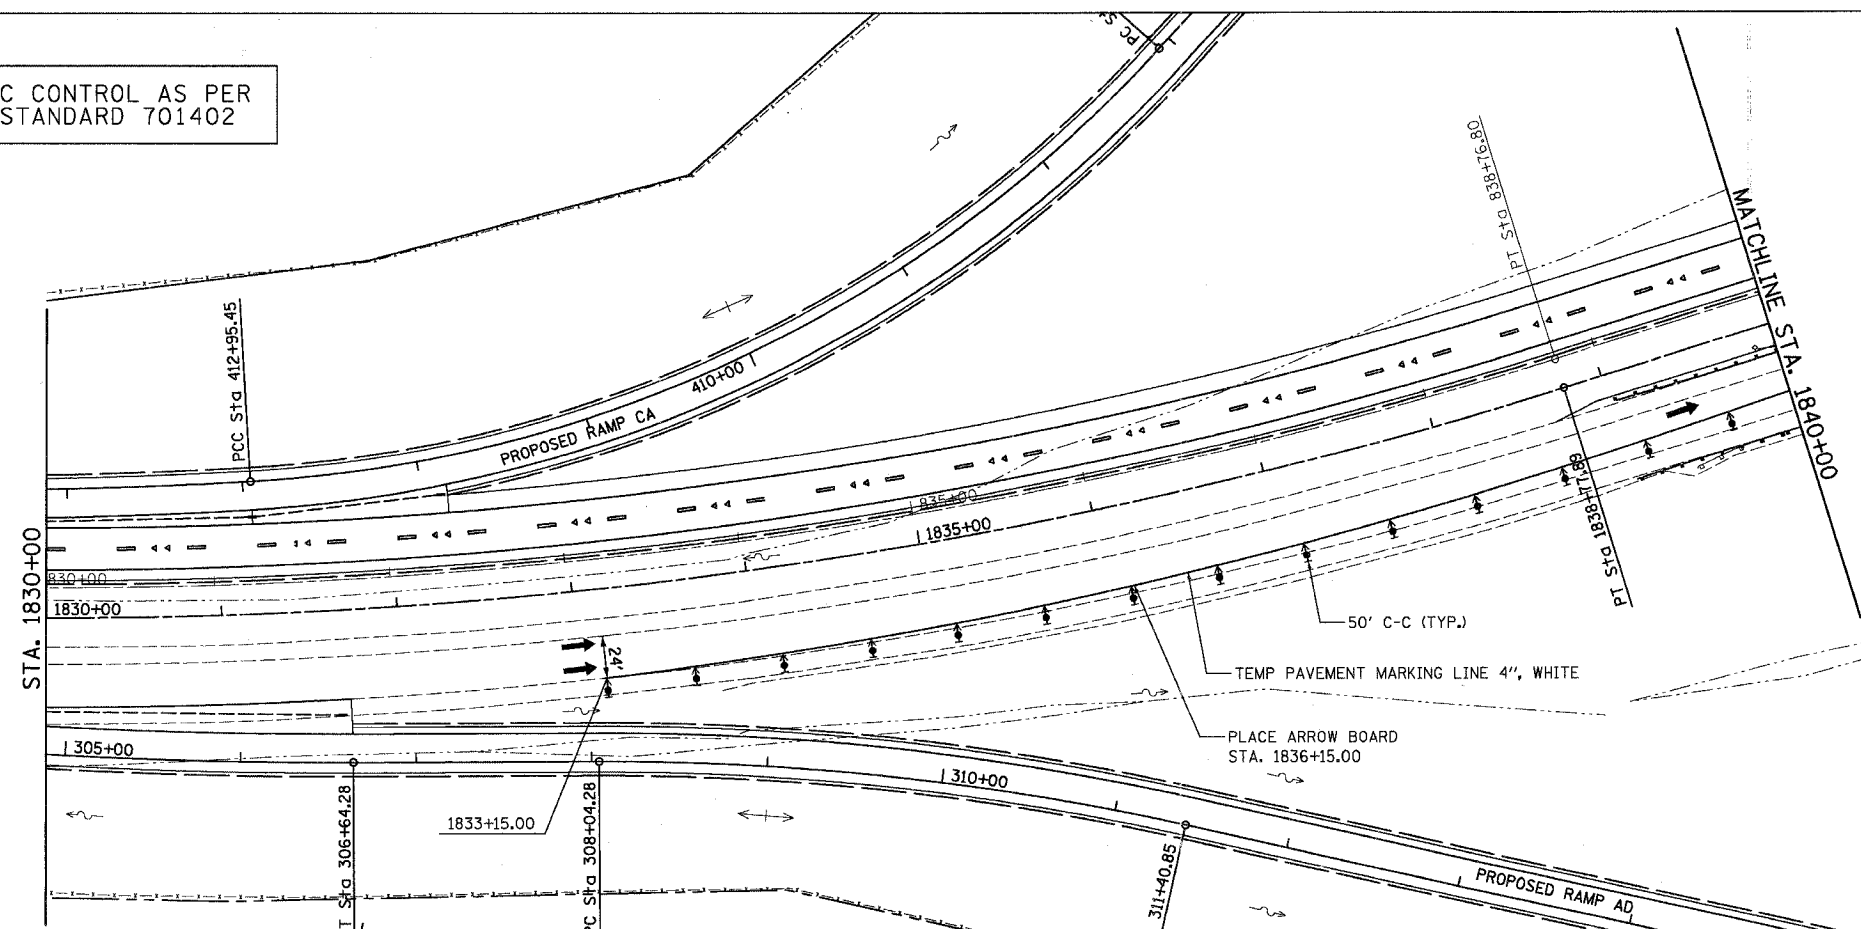 C CONTROL AS PER
STANDARD 701402
PC S
PCC Sta 412+95.45
PROPOSED RAMP CA
410+00
PT Sta 838+76.80
MATCHLINE STA. 1840+00
STA. 1830+00
830+00
1830+00
835+00
1835+00
PT Sta 1838+77.89
24'
50' C-C (TYP.)
TEMP PAVEMENT MARKING LINE 4", WHITE
PLACE ARROW BOARD
STA. 1836+15.00
305+00
310+00
1833+15.00
T Sta 306+64.28
PC Sta 308+04.28
311+40.85
PROPOSED RAMP AD